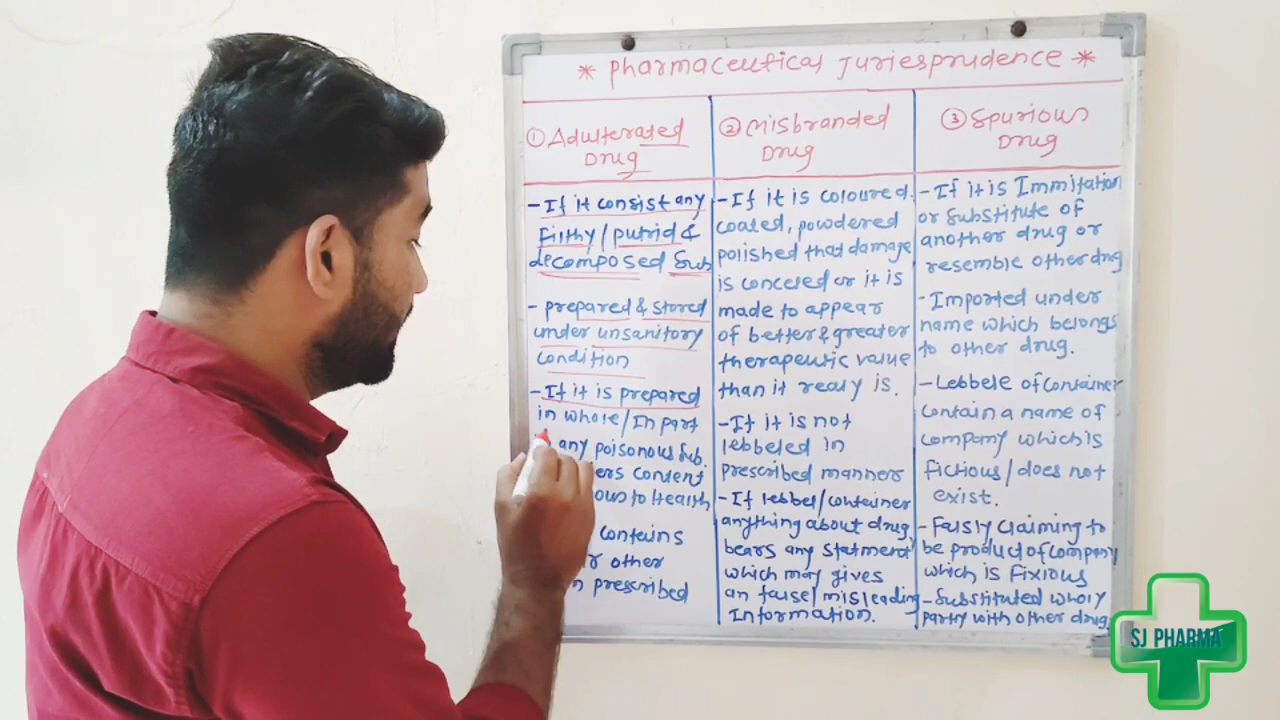 * Pharmaceutical Juriesprudence *
① Adulterated
Drug
- If it consist any
Filthy/putrid &
decomposed Sub
- prepared & stored
under unsanitory
condition
- If it is prepared
in whole/In part
any poisonous Sub.
ers content
ous to Health
contains
r other
n prescribed
② Misbranded
Drug
- If it is coloured.
coated, powdered
polished that damage
is concered or it is
made to appear
of better & greater
therapeutic value
than it realy is.
- If it is not
lebbeled in
prescribed manners
- If lebbel/container
anything about drug
bears any statment
which may gives
an false/misleading
Information.
③ Spurious
Drug
- If it is Immitation
or substitute of
another drug or
resemble other drug
- Imported under
name which belongs
to other drug.
- Lebbele of container
contain a name of
company which is
fictious/does not
exist.
- Falsly claiming to
be product of company
which is Fixious
- Substituted wholy
partly with other drug.
SJ PHARMA